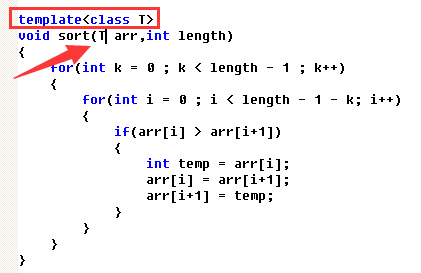 template<class T>
void sort(T arr,int length)
{
    for(int k = 0 ; k < length - 1 ; k++)
    {
        for(int i = 0 ; i < length - 1 - k; i++)
        {
            if(arr[i] > arr[i+1])
            {
                int temp = arr[i];
                arr[i] = arr[i+1];
                arr[i+1] = temp;
            }
        }
    }
}